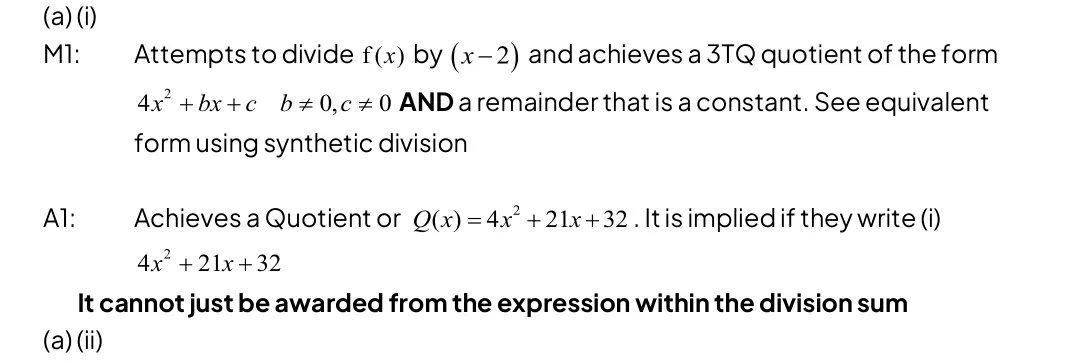 (a) (i)
M1: Attempts to divide f(x) by (x−2) and achieves a 3TQ quotient of the form
4x² + bx + c b ≠ 0, c ≠ 0 AND a remainder that is a constant. See equivalent
form using synthetic division
A1: Achieves a Quotient or Q(x) = 4x² + 21x + 32 . It is implied if they write (i)
4x² + 21x + 32
It cannot just be awarded from the expression within the division sum
(a) (ii)